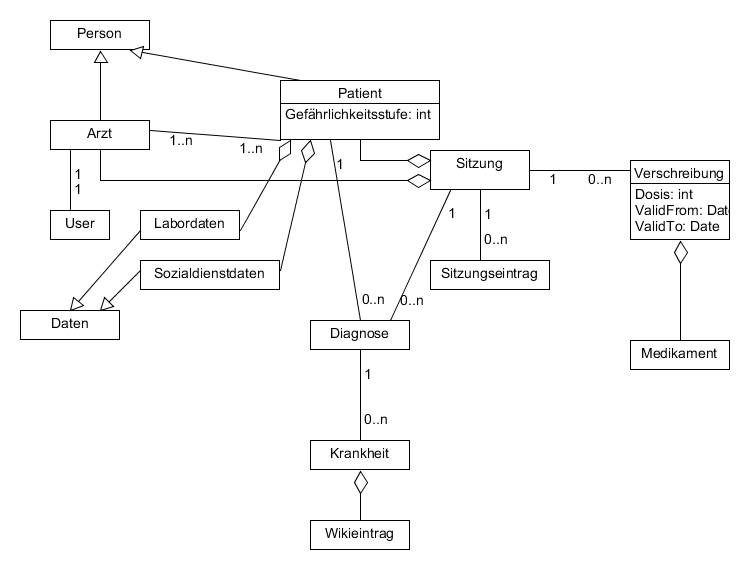 Person
Patient
Gefährlichkeitsstufe: int
Arzt
1..n
1..n
1
Sitzung
1
0..n
Verschreibung
Dosis: int
ValidFrom: Dat
ValidTo: Date
1
1
User
Labordaten
1
1
0..n
Sozialdienstdaten
Sitzungseintrag
0..n
0..n
Daten
Diagnose
Medikament
1
0..n
Krankheit
Wikieintrag